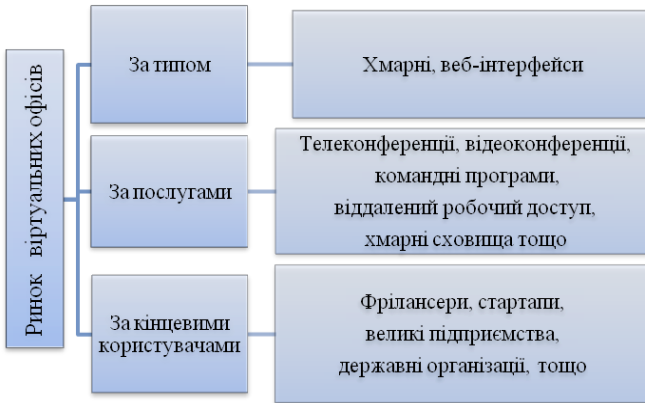 Ринок віртуальних офісів
За типом
Хмарні, веб-інтерфейси
За послугами
Телеконференції, відеоконференції,
командні програми,
віддалений робочий доступ,
хмарні сховища тощо
За кінцевими
користувачами
Фрілансери, стартапи,
великі підприємства,
державні організації, тощо